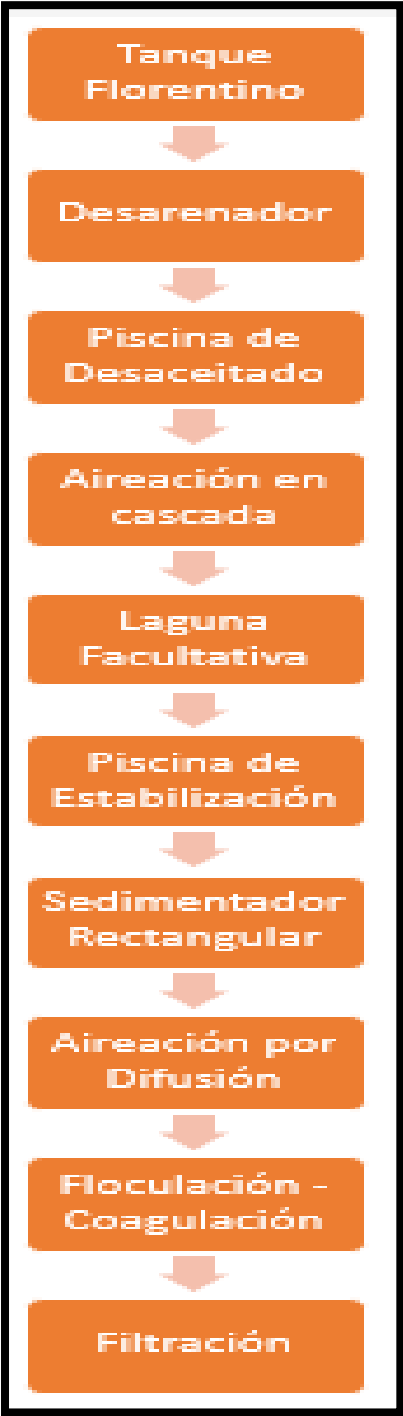 Tanque
Florentino
Desarenador
Piscina de
Desaceitado
Aireación en
cascada
Laguna
Facultativa
Piscina de
Estabilización
Sedimentador
Rectangular
Aireación por
Difusión
Floculación -
Coagulación
Filtración